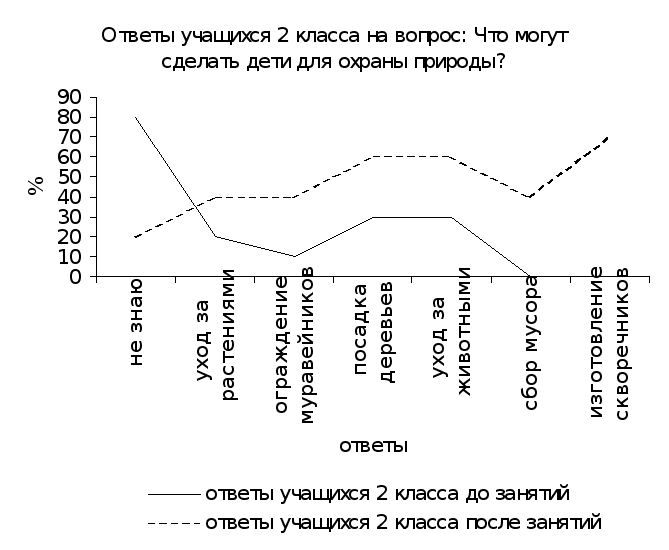 Ответы учащихся 2 класса на вопрос: Что могут
сделать дети для охраны природы?
90
80
70
60
50
40
30
20
10
0
%
не знаю
уход за
растениями
ограждение
муравейников
посадка
деревьев
уход за
животными
сбор мусора
изготовление
скворечников
ответы
ответы учащихся 2 класса до занятий
ответы учащихся 2 класса после занятий